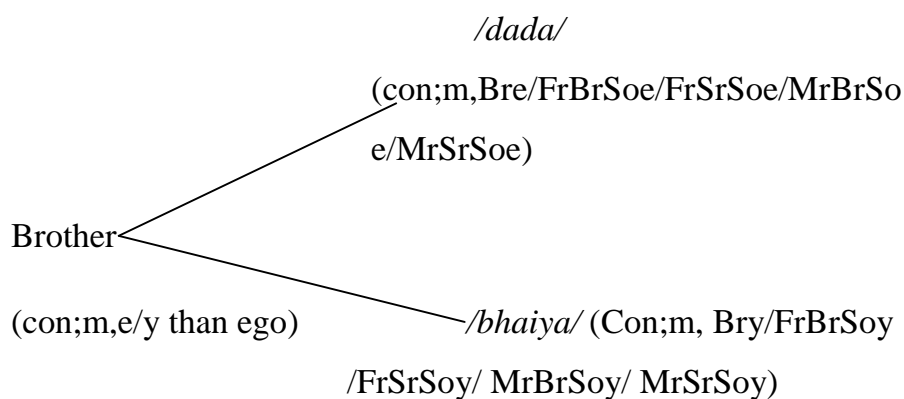 /dada/
(con;m,Bre/FrBrSoe/FrSrSoe/MrBrSo
e/MrSrSoe)
Brother
(con;m,e/y than ego)
/bhaiya/ (Con;m, Bry/FrBrSoy
/FrSrSoy/ MrBrSoy/ MrSrSoy)